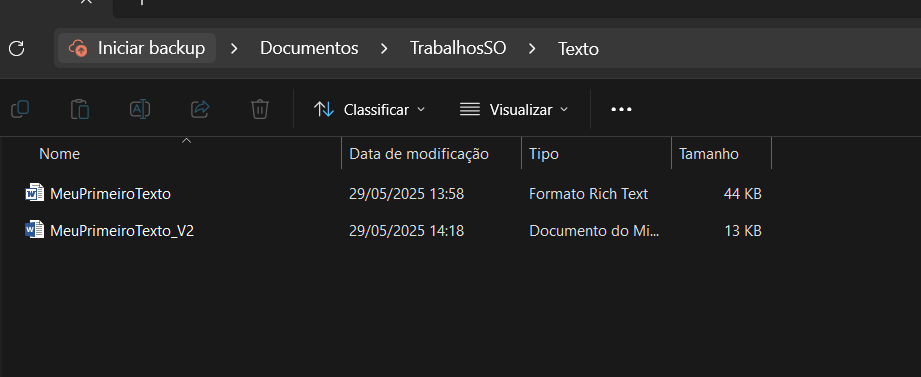 Iniciar backup > Documentos > TrabalhosSO > Texto
Classificar Visualizar ...
Nome Data de modificação Tipo Tamanho
MeuPrimeiroTexto 29/05/2025 13:58 Formato Rich Text 44 KB
MeuPrimeiroTexto_V2 29/05/2025 14:18 Documento do Mi... 13 KB